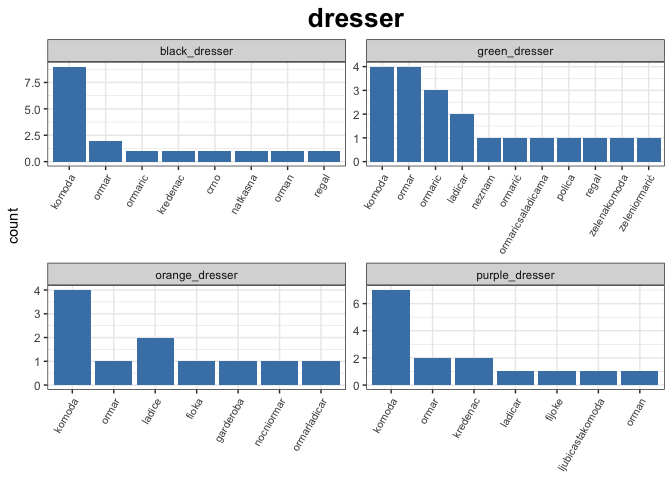 dresser
black_dresser
green_dresser
7.5
5.0
2.5
0.0
4
3
2
1
0
komoda
ormar
ormaric
kredenac
crno
natkasna
orman
regal
komoda
ormar
ormaric
ladicar
neznam
ormarić
ormaricsaladicama
polica
regal
zelenakomoda
zeleniormarić
count
orange_dresser
purple_dresser
4
3
2
1
0
6
4
2
0
komoda
ormar
ladice
fioka
garderoba
nocniormar
ormarladicar
komoda
ormar
kredenac
ladicar
fijoke
ljubicastakomoda
orman